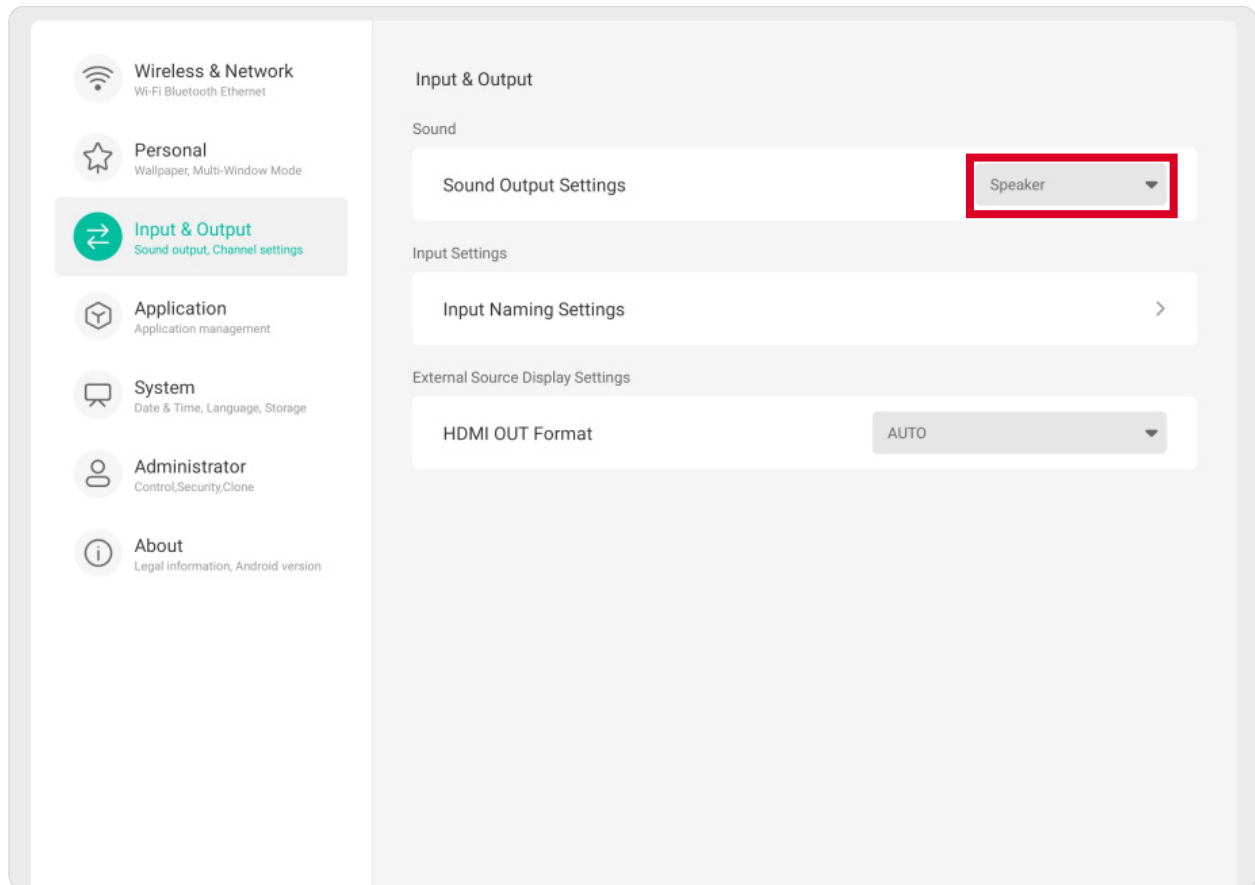 Wireless & Network
Wi-Fi Bluetooth Ethernet
Personal
Wallpaper, Multi-Window Mode
Input & Output
Sound output, Channel settings
Application
Application management
System
Date & Time, Language, Storage
Administrator
Control,Security,Clone
About
Legal information, Android version
Input & Output
Sound
Sound Output Settings
Speaker
Input Settings
Input Naming Settings
External Source Display Settings
HDMI OUT Format
AUTO